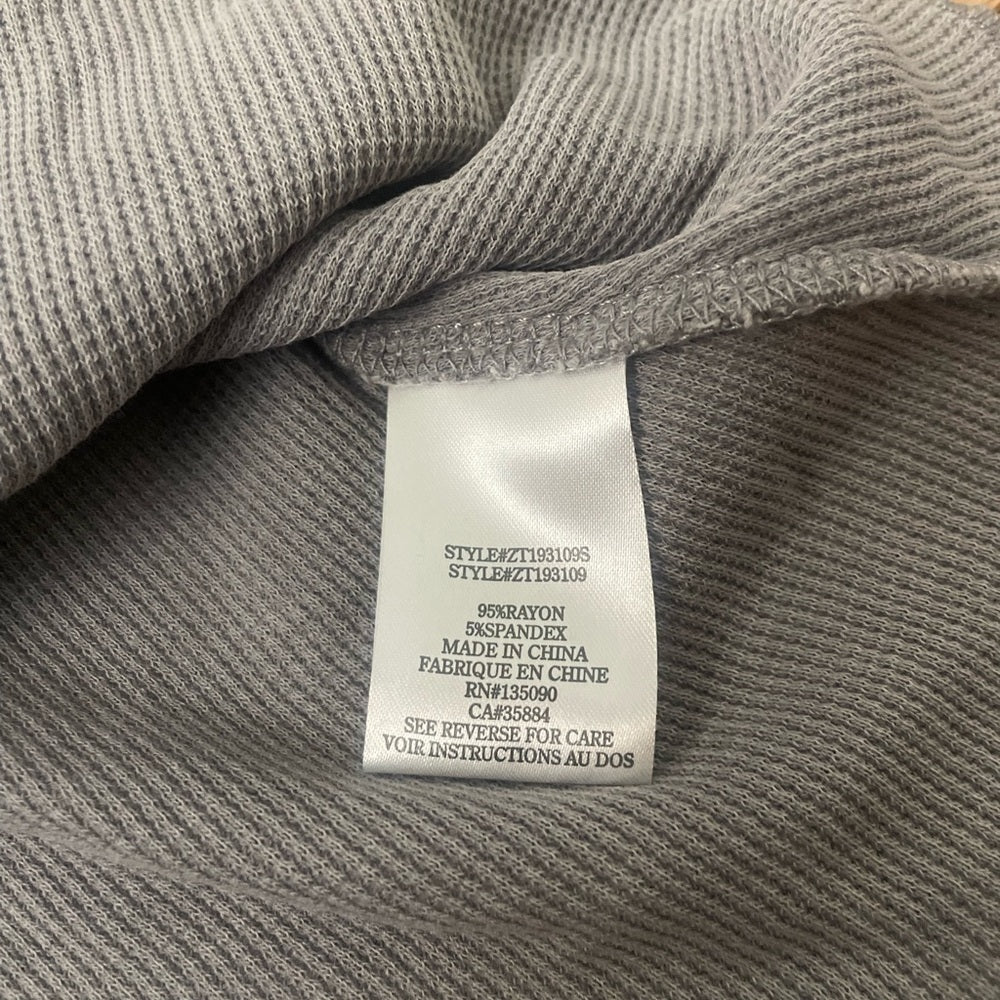 STYLE#ZT193109S
STYLE#ZT193109
95%RAYON
5%SPANDEX
MADE IN CHINA
FABRIQUE EN CHINE
RN#135090
CA#35884
SEE REVERSE FOR CARE
VOIR INSTRUCTIONS AU DOS